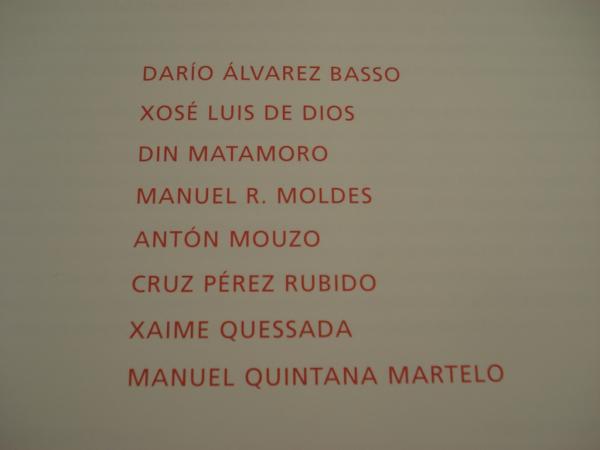 DARÍO ÁLVAREZ BASSO
XOSÉ LUIS DE DIOS
DIN MATAMORO
MANUEL R. MOLDES
ANTÓN MOUZO
CRUZ PÉREZ RUBIDO
XAIME QUESSADA
MANUEL QUINTANA MARTELO